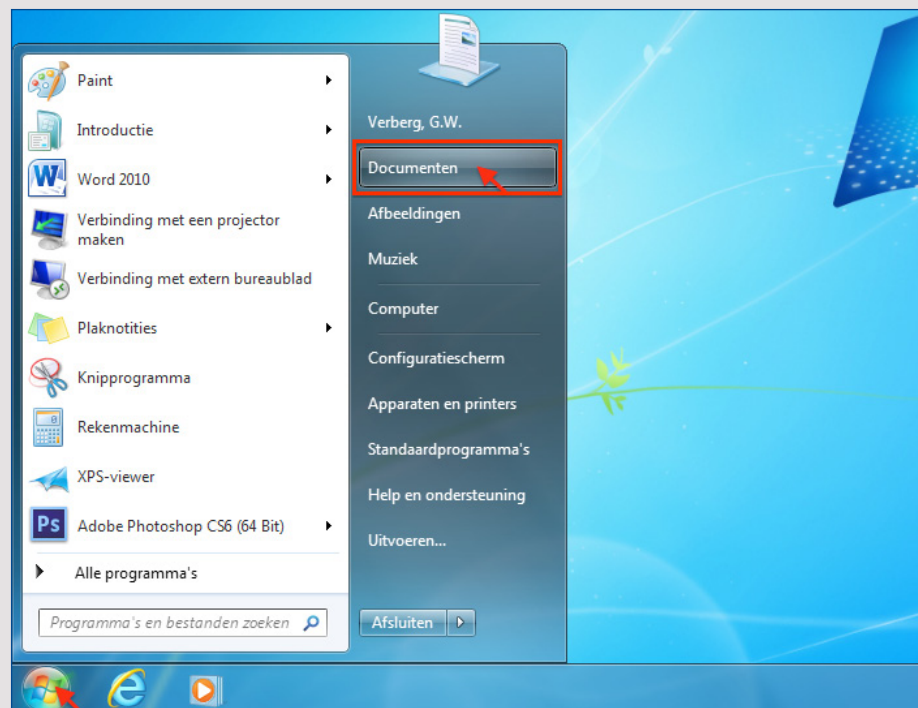 Paint
Introductie
Word 2010
Verbinding met een projector
maken
Verbinding met extern bureaublad
Plaknotities
Knipprogramma
Rekenmachine
XPS-viewer
Ps Adobe Photoshop CS6 (64 Bit)
Alle programma's
Programma's en bestanden zoeken
Verberg, G.W.
Documenten
Afbeeldingen
Muziek
Computer
Configuratiescherm
Apparaten en printers
Standaardprogramma's
Help en ondersteuning
Uitvoeren...
Afsluiten